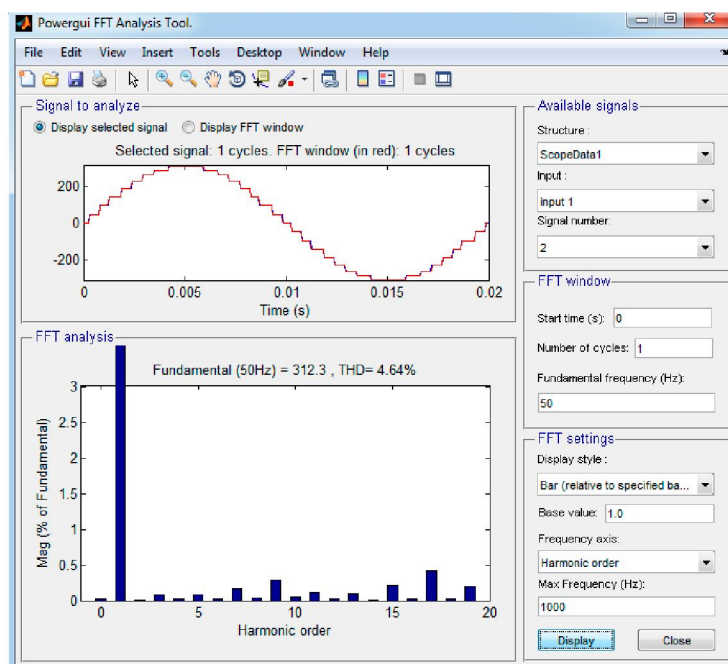 Powergui FFT Analysis Tool.
File Edit View Insert Tools Desktop Window Help
Signal to analyze
Display selected signal Display FFT window
Selected signal: 1 cycles. FFT window (in red): 1 cycles
200
0
-200
0 0.005 0.01 0.015 0.02
Time (s)
FFT analysis
Fundamental (50Hz) = 312.3 , THD= 4.64%
3
2.5
2
1.5
1
0.5
0
Mag (% of Fundamental)
0 5 10 15 20
Harmonic order
Available signals
Structure :
ScopeData1
Input :
input 1
Signal number:
2
FFT window
Start time (s): 0
Number of cycles: 1
Fundamental frequency (Hz):
50
FFT settings
Display style :
Bar (relative to specified ba...
Base value: 1.0
Frequency axis:
Harmonic order
Max Frequency (Hz):
1000
Display Close